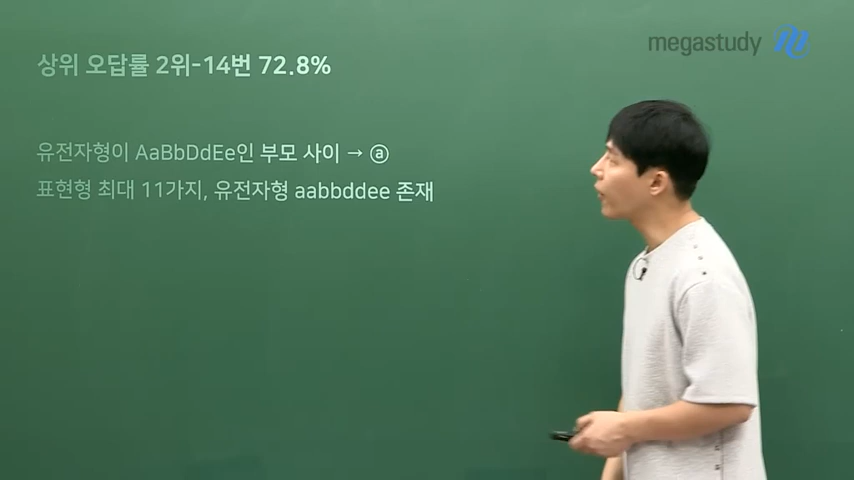 megastudy
상위 오답률 2위-14번 72.8%
유전자형이 AaBbDdEe인 부모 사이 → ⓐ
표현형 최대 11가지, 유전자형 aabbddee 존재